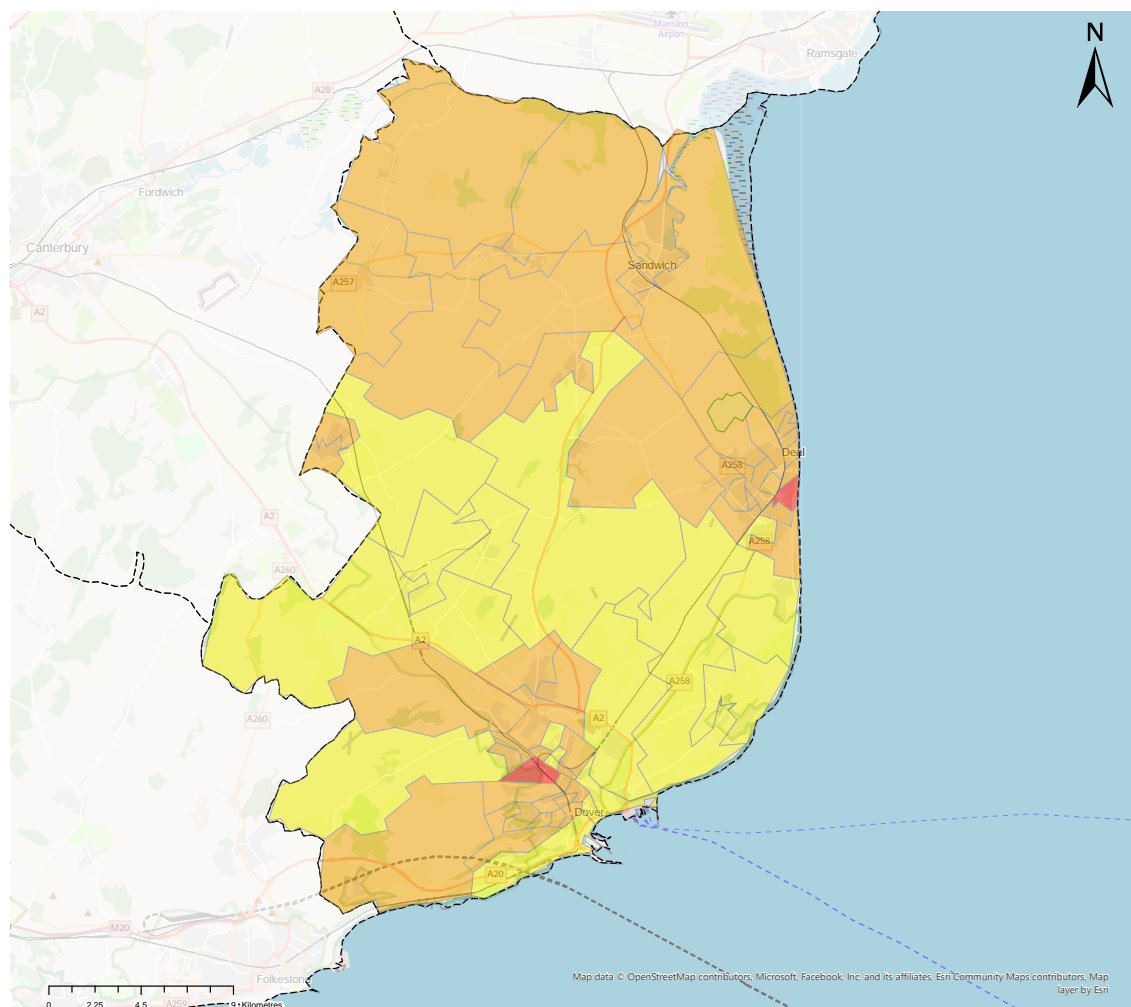 N
Mansion
Airport
Ramsgate
A28
Fordwich
Canterbury
Sandwich
A257
A2
Deal
A258
A2
A258
A260
A2
A258
A260
A2
Dover
A20
M20
Folkeston
Map data © OpenStreetMap contributors, Microsoft, Facebook, Inc. and its affiliates, Esri Community Maps contributors, Map
layer by Esri
A259
0 2.25 4.5 9 Kilometres